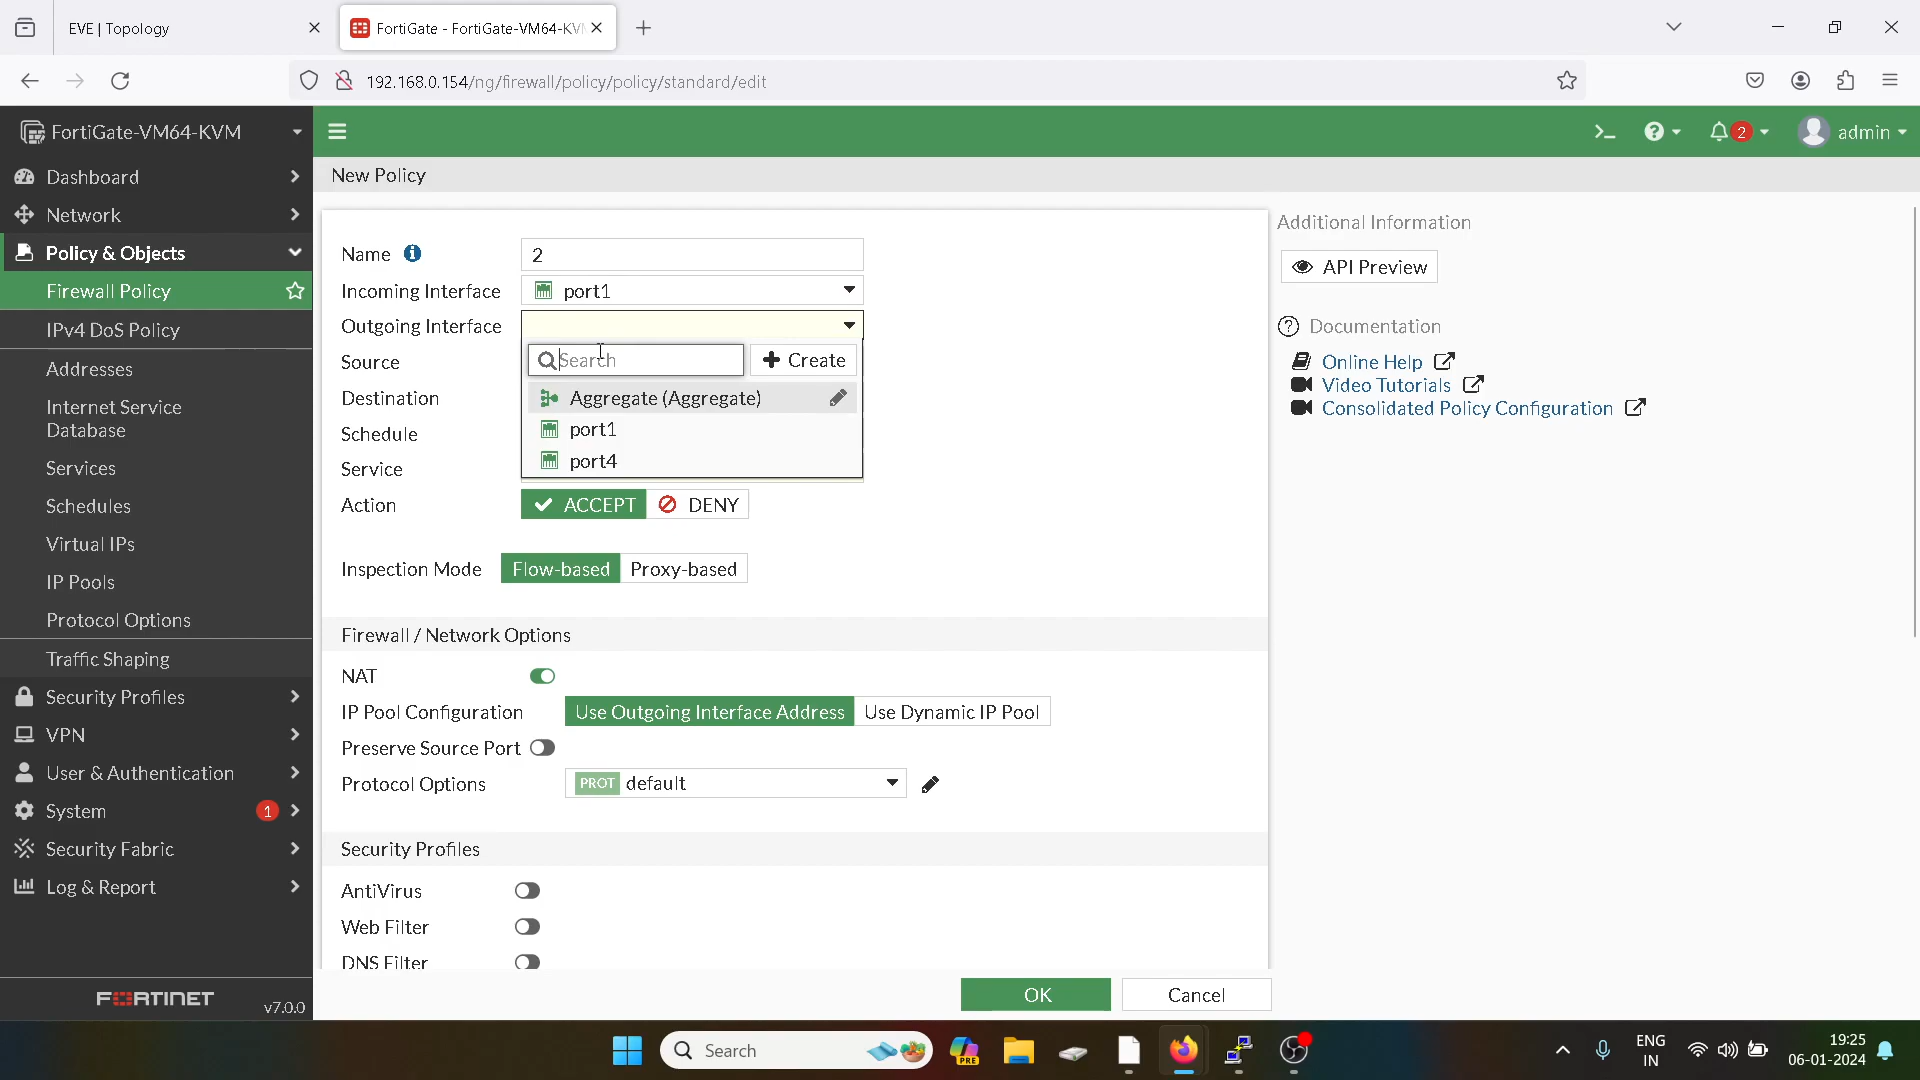 EVE | Topology
FortiGate - FortiGate-VM64-KVM
192.168.0.154/ng/firewall/policy/policy/standard/edit
FortiGate-VM64-KVM
2
admin
Dashboard
Network
Policy & Objects
Firewall Policy
IPv4 DoS Policy
Addresses
Internet Service
Database
Services
Schedules
Virtual IPs
IP Pools
Protocol Options
Traffic Shaping
Security Profiles
VPN
User & Authentication
System 1
Security Fabric
Log & Report
FORTINET v7.0.0
New Policy
Name 2
Incoming Interface port1
Outgoing Interface
Source Search Create
Destination Aggregate (Aggregate)
Schedule port1
Service port4
Action ACCEPT DENY
Inspection Mode Flow-based Proxy-based
Firewall / Network Options
NAT
IP Pool Configuration Use Outgoing Interface Address Use Dynamic IP Pool
Preserve Source Port
Protocol Options PROT default
Security Profiles
AntiVirus
Web Filter
DNS Filter
OK Cancel
Additional Information
API Preview
Documentation
Online Help
Video Tutorials
Consolidated Policy Configuration
Search
PRE
ENG
IN
19:25
06-01-2024